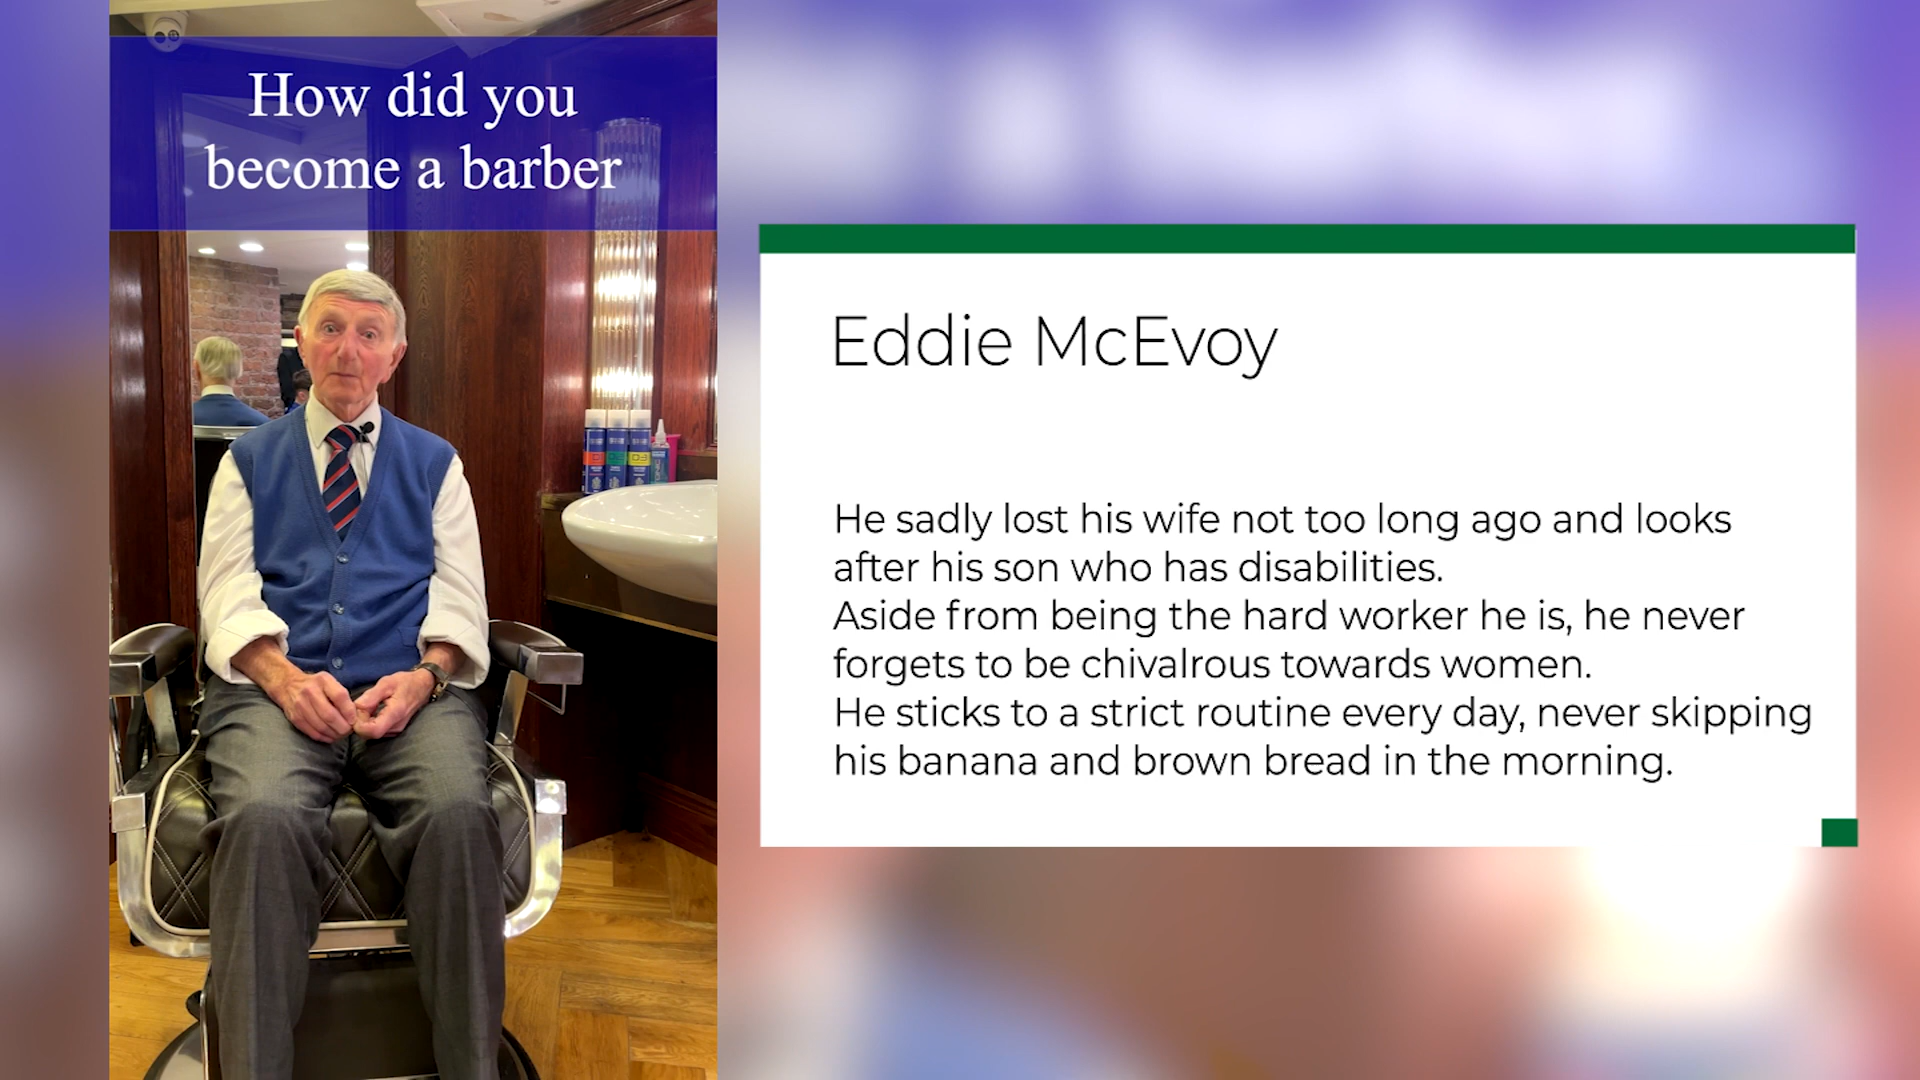 How did you
become a barber
Eddie McEvoy
He sadly lost his wife not too long ago and looks
after his son who has disabilities.
Aside from being the hard worker he is, he never
forgets to be chivalrous towards women.
He sticks to a strict routine every day, never skipping
his banana and brown bread in the morning.